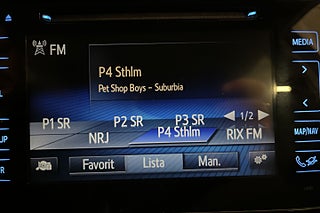 FM
MEDIA
P4 Sthlm
Pet Shop Boys – Suburbia
P1 SR P2 SR P3 SR 1/2
NRJ P4 Sthlm RIX FM
MAP/NAV
Favorit Lista Man.